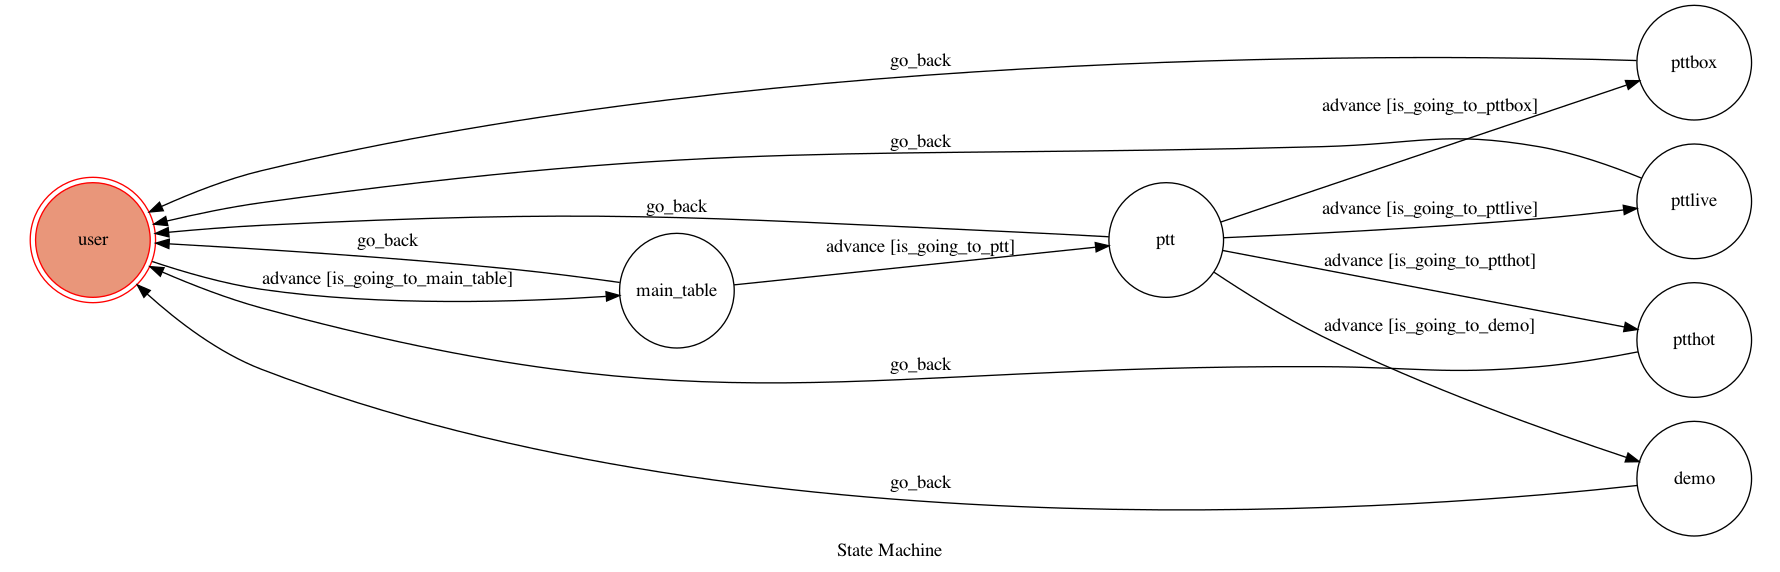 go_back
pttbox
advance [is_going_to_pttbox]
go_back
pttlive
go_back
advance [is_going_to_pttlive]
user
go_back
advance [is_going_to_ptt]
ptt
advance [is_going_to_ptthot]
advance [is_going_to_main_table]
main_table
advance [is_going_to_demo]
ptthot
go_back
go_back
demo
State Machine